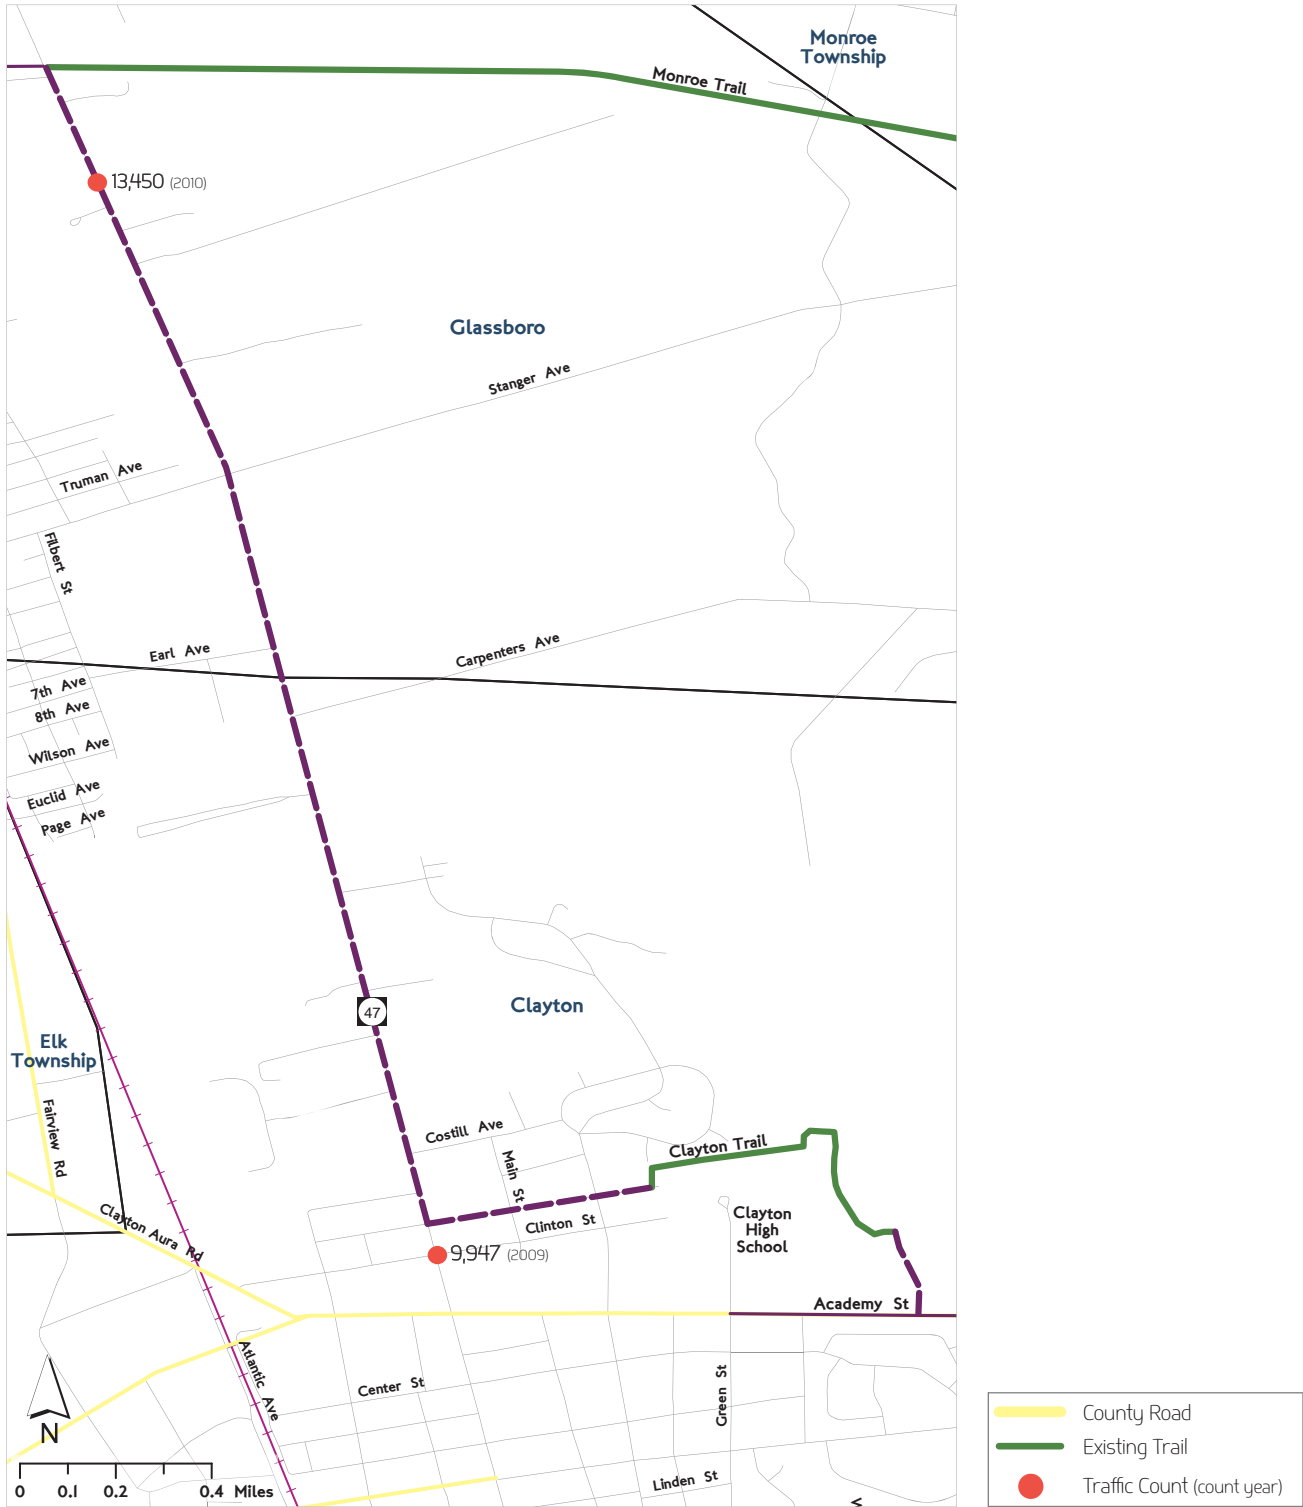 Monroe
Township
Monroe Trail
13,450 (2010)
Glassboro
Stanger Ave
Truman Ave
Filbert St
Earl Ave
Carpenters Ave
7th Ave
8th Ave
Wilson Ave
Euclid Ave
Page Ave
47
Clayton
Elk
Township
Fairview Rd
Costill Ave
Main St
Clayton Trail
Clayton Aura Rd
Clinton St
Clayton
High
School
9,947 (2009)
Academy St
Atlantic Ave
Center St
Green St
Linden St
N
0 0.1 0.2 0.4 Miles
County Road
Existing Trail
Traffic Count (count year)